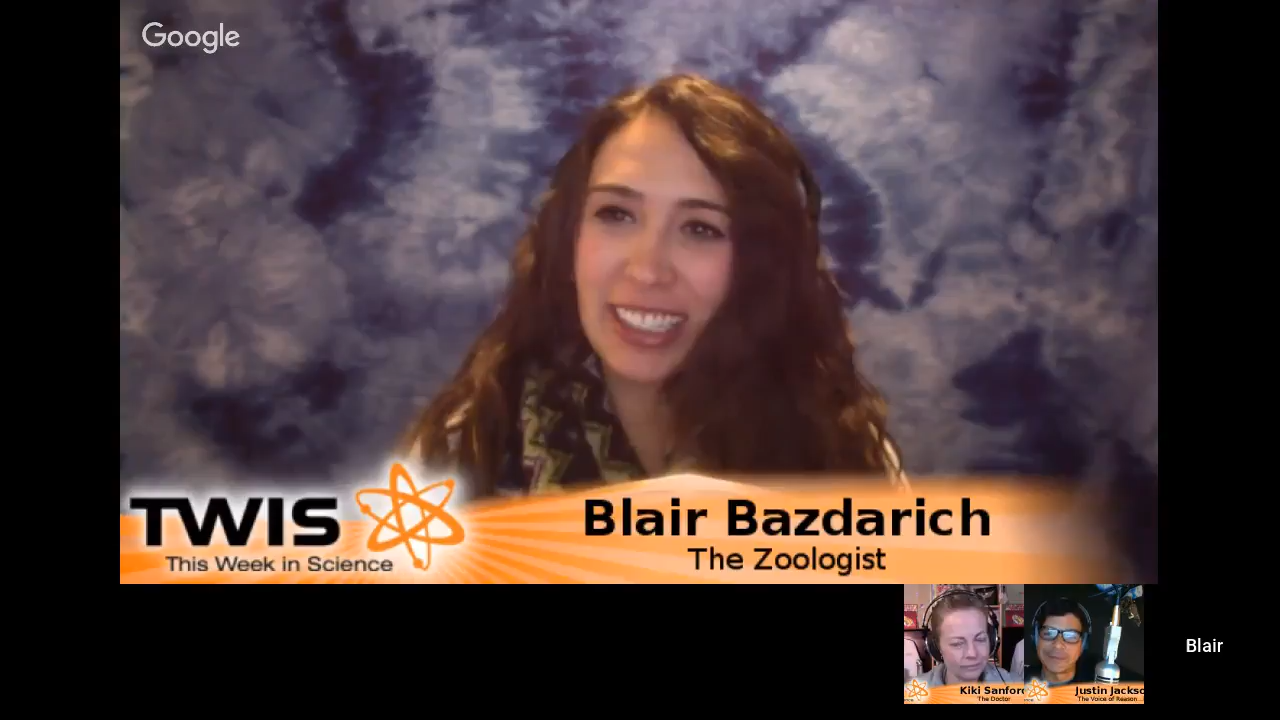 Google
TWIS
This Week in Science
Blair Bazdarich
The Zoologist
Kiki Sanford
The Doctor
Justin Jackso
The Voice of Reason
Blair